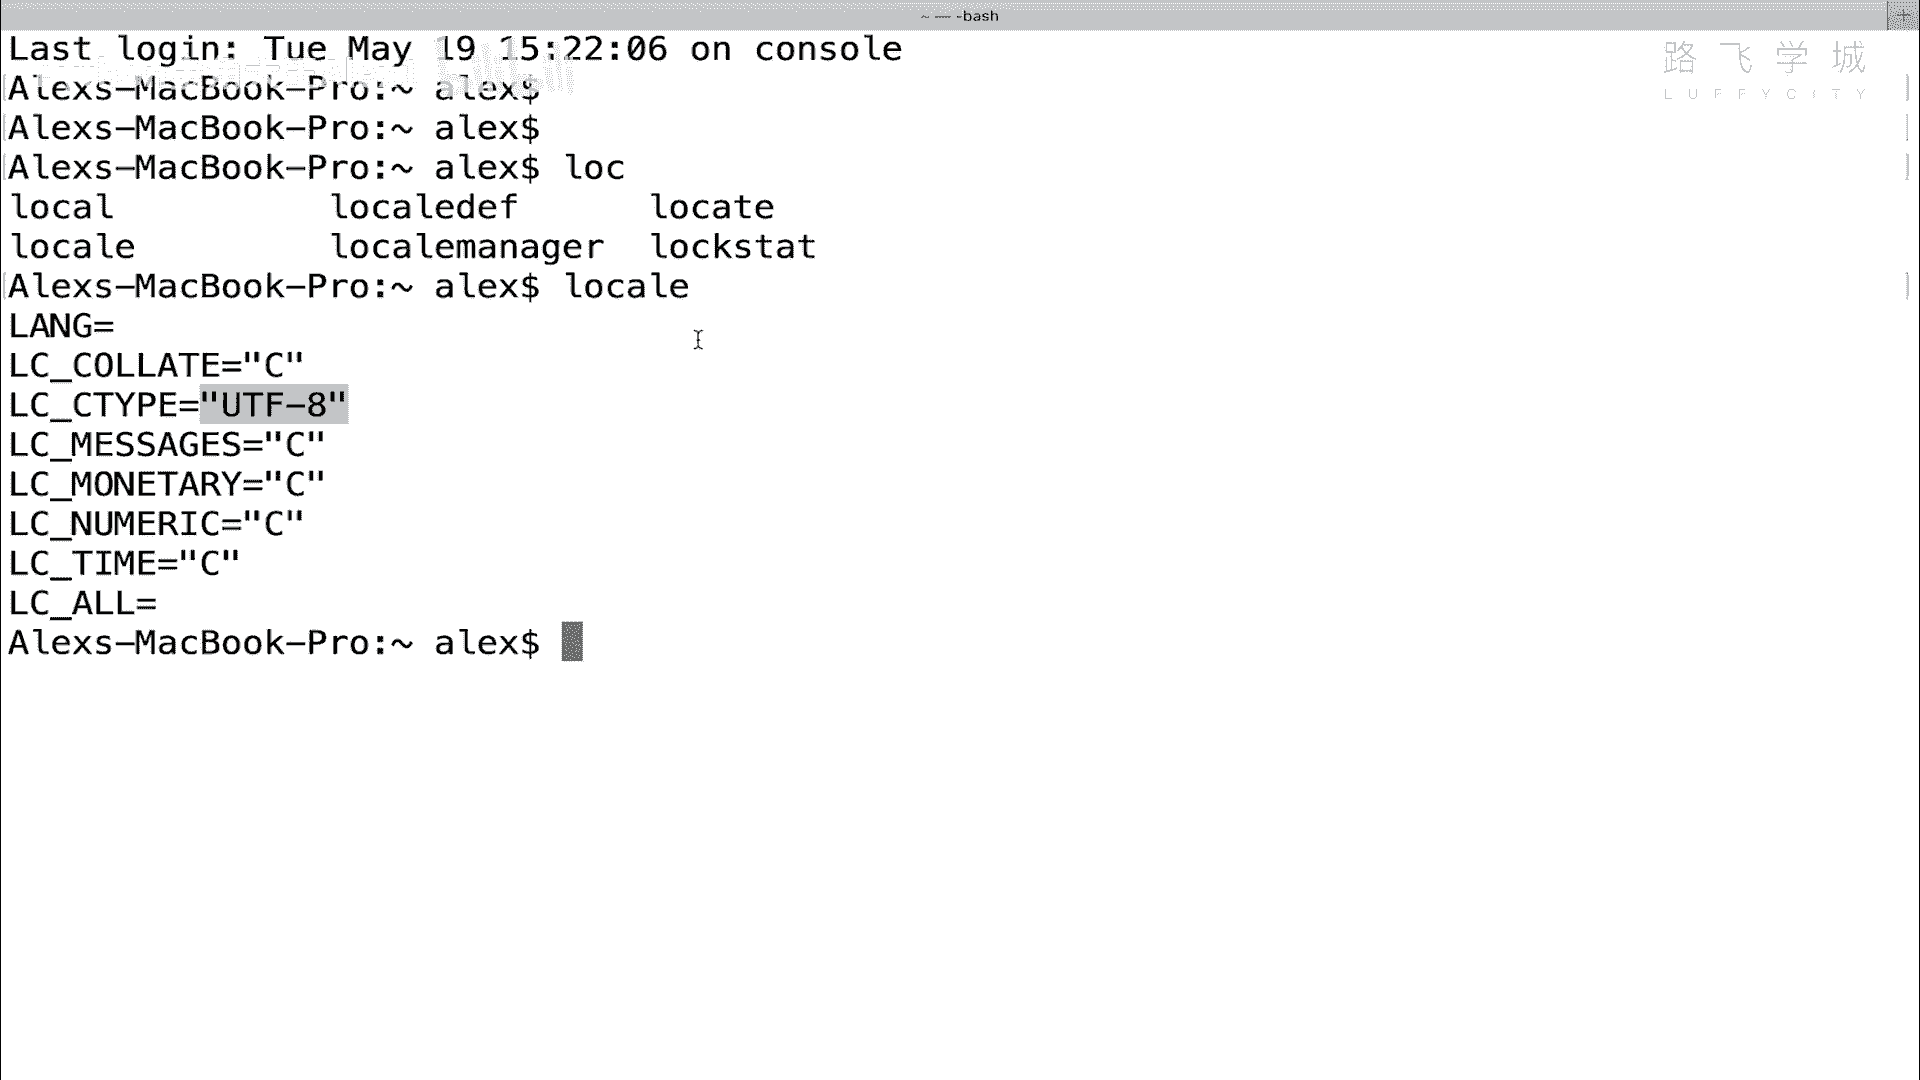 ~ — -bash
Last login: Tue May 19 15:22:06 on console
路飞学城
LUFFYCITY
Alexs-MacBook-Pro:~ alex$
Alexs-MacBook-Pro:~ alex$
Alexs-MacBook-Pro:~ alex$ loc
local localedef locate
locale localemanager lockstat
Alexs-MacBook-Pro:~ alex$ locale
LANG=
LC_COLLATE="C"
LC_CTYPE="UTF-8"
LC_MESSAGES="C"
LC_MONETARY="C"
LC_NUMERIC="C"
LC_TIME="C"
LC_ALL=
Alexs-MacBook-Pro:~ alex$